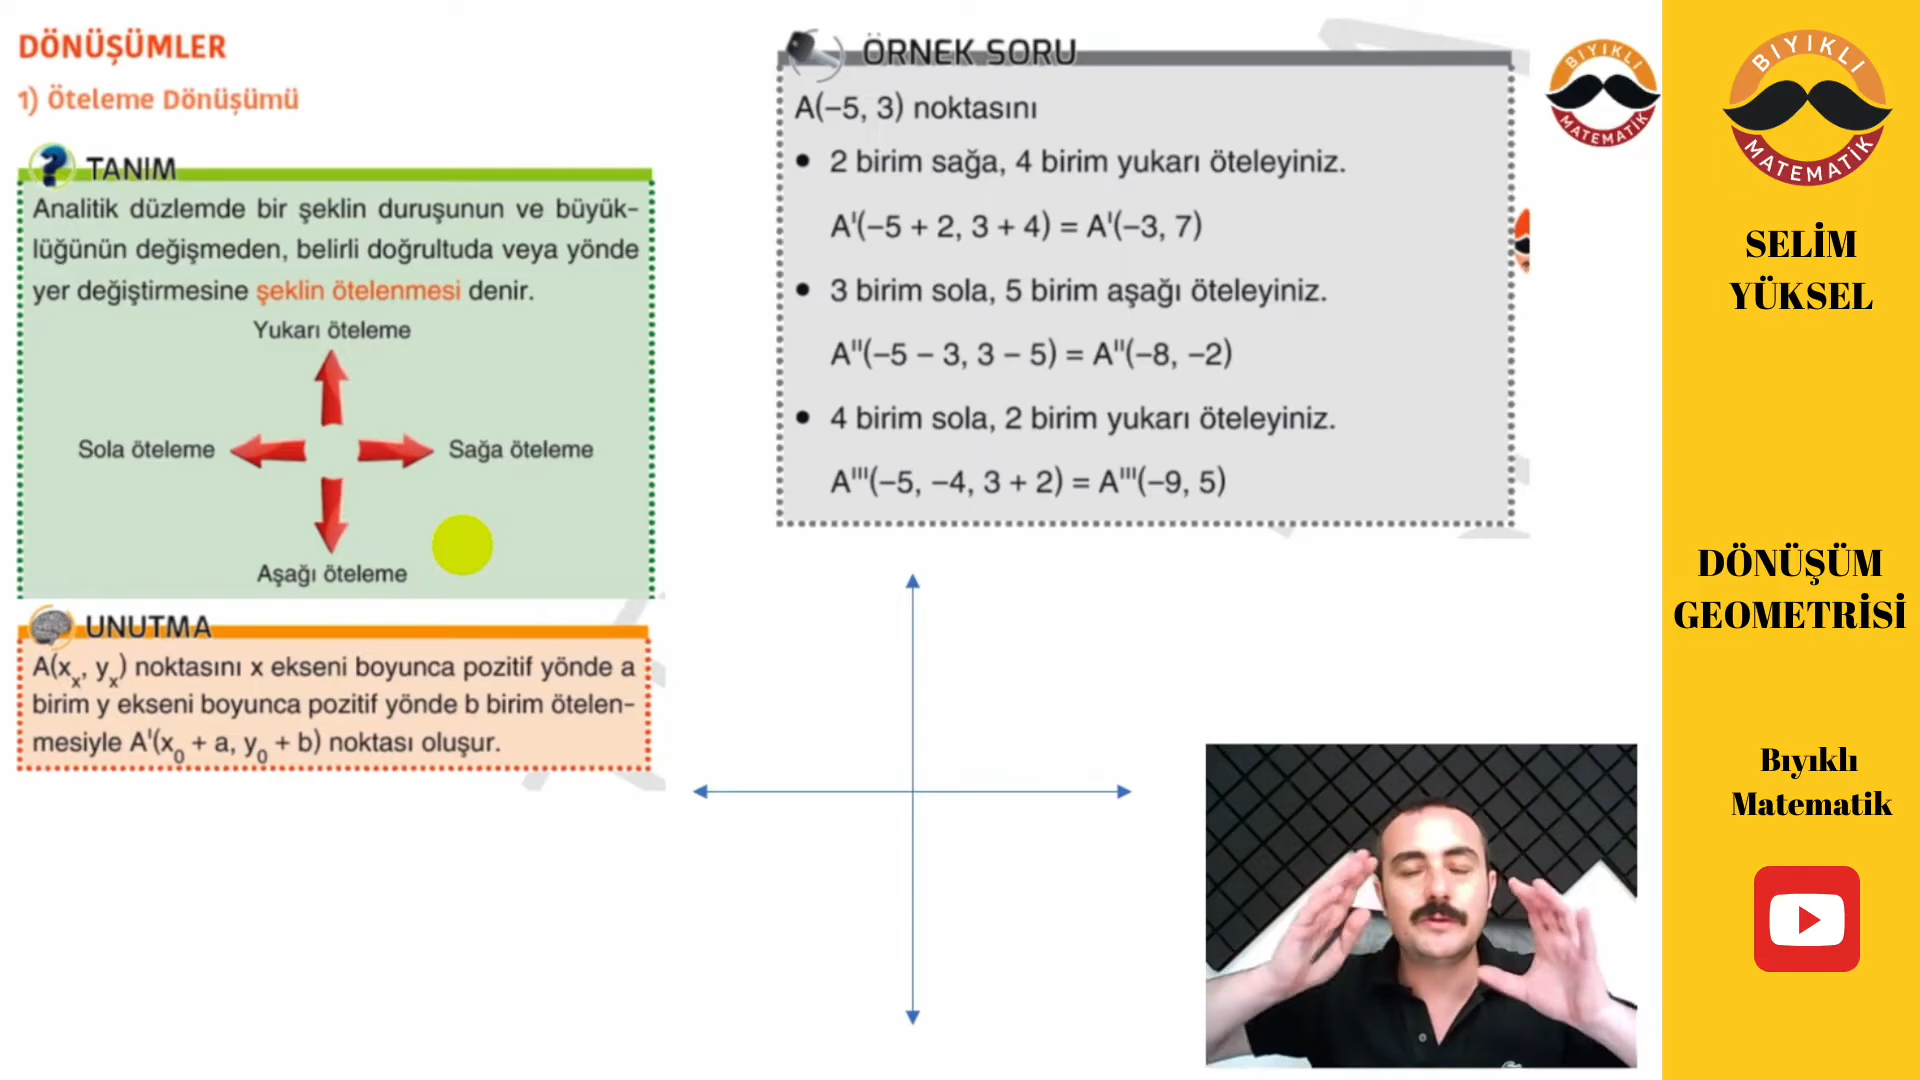 DÖNÜŞÜMLER
1) Öteleme Dönüşümü
TANIM
Analitik düzlemde bir şeklin duruşunun ve büyük-
lüğünün değişmeden, belirli doğrultuda veya yönde
yer değiştirmesine şeklin ötelenmesi denir.
Yukarı öteleme
Sola öteleme
Sağa öteleme
Aşağı öteleme
UNUTMA
A(xₓ, yₓ) noktasını x ekseni boyunca pozitif yönde a
birim y ekseni boyunca pozitif yönde b birim ötelen-
mesiyle A'(x₀ + a, y₀ + b) noktası oluşur.
ÖRNEK SORU
A(–5, 3) noktasını
• 2 birim sağa, 4 birim yukarı öteleyiniz.
A'(–5 + 2, 3 + 4) = A'(–3, 7)
• 3 birim sola, 5 birim aşağı öteleyiniz.
A''(–5 – 3, 3 – 5) = A''(–8, –2)
• 4 birim sola, 2 birim yukarı öteleyiniz.
A'''(–5, –4, 3 + 2) = A'''(–9, 5)
BIYIKLI
MATEMATİK
BIYIKLI
MATEMATİK
SELİM
YÜKSEL
DÖNÜŞÜM
GEOMETRİSİ
Bıyıklı
Matematik